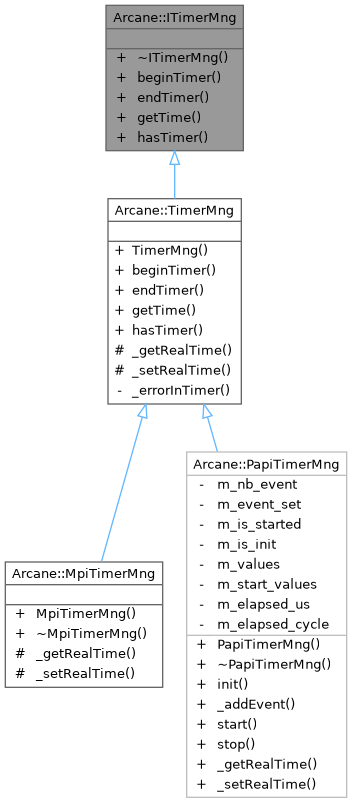 Arcane::ITimerMng
+ ~ITimerMng()
+ beginTimer()
+ endTimer()
+ getTime()
+ hasTimer()
Arcane::TimerMng
+ TimerMng()
+ beginTimer()
+ endTimer()
+ getTime()
+ hasTimer()
# _getRealTime()
# _setRealTime()
- _errorInTimer()
Arcane::MpiTimerMng
+ MpiTimerMng()
+ ~MpiTimerMng()
# _getRealTime()
# _setRealTime()
Arcane::PapiTimerMng
- m_nb_event
- m_event_set
- m_is_started
- m_is_init
- m_values
- m_start_values
- m_elapsed_us
- m_elapsed_cycle
+ PapiTimerMng()
+ ~PapiTimerMng()
+ init()
+ _addEvent()
+ start()
+ stop()
+ _getRealTime()
+ _setRealTime()